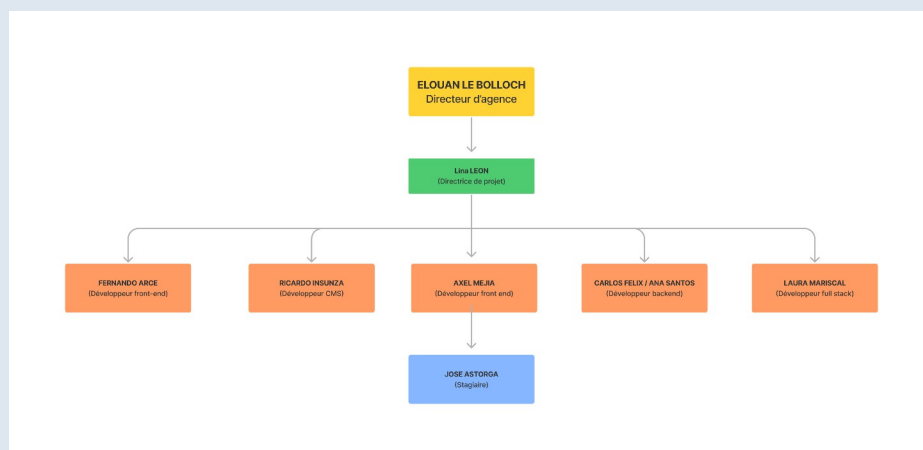 ELOUAN LE BOLLOCH
Directeur d'agence
Lina LEON
(Directrice de projet)
FERNANDO ARCE
(Développeur front-end)
RICARDO INSUNZA
(Développeur CMS)
AXEL MEJIA
(Développeur front end)
CARLOS FELIX / ANA SANTOS
(Développeur backend)
LAURA MARISCAL
(Développeur full stack)
JOSE ASTORGA
(Stagiaire)